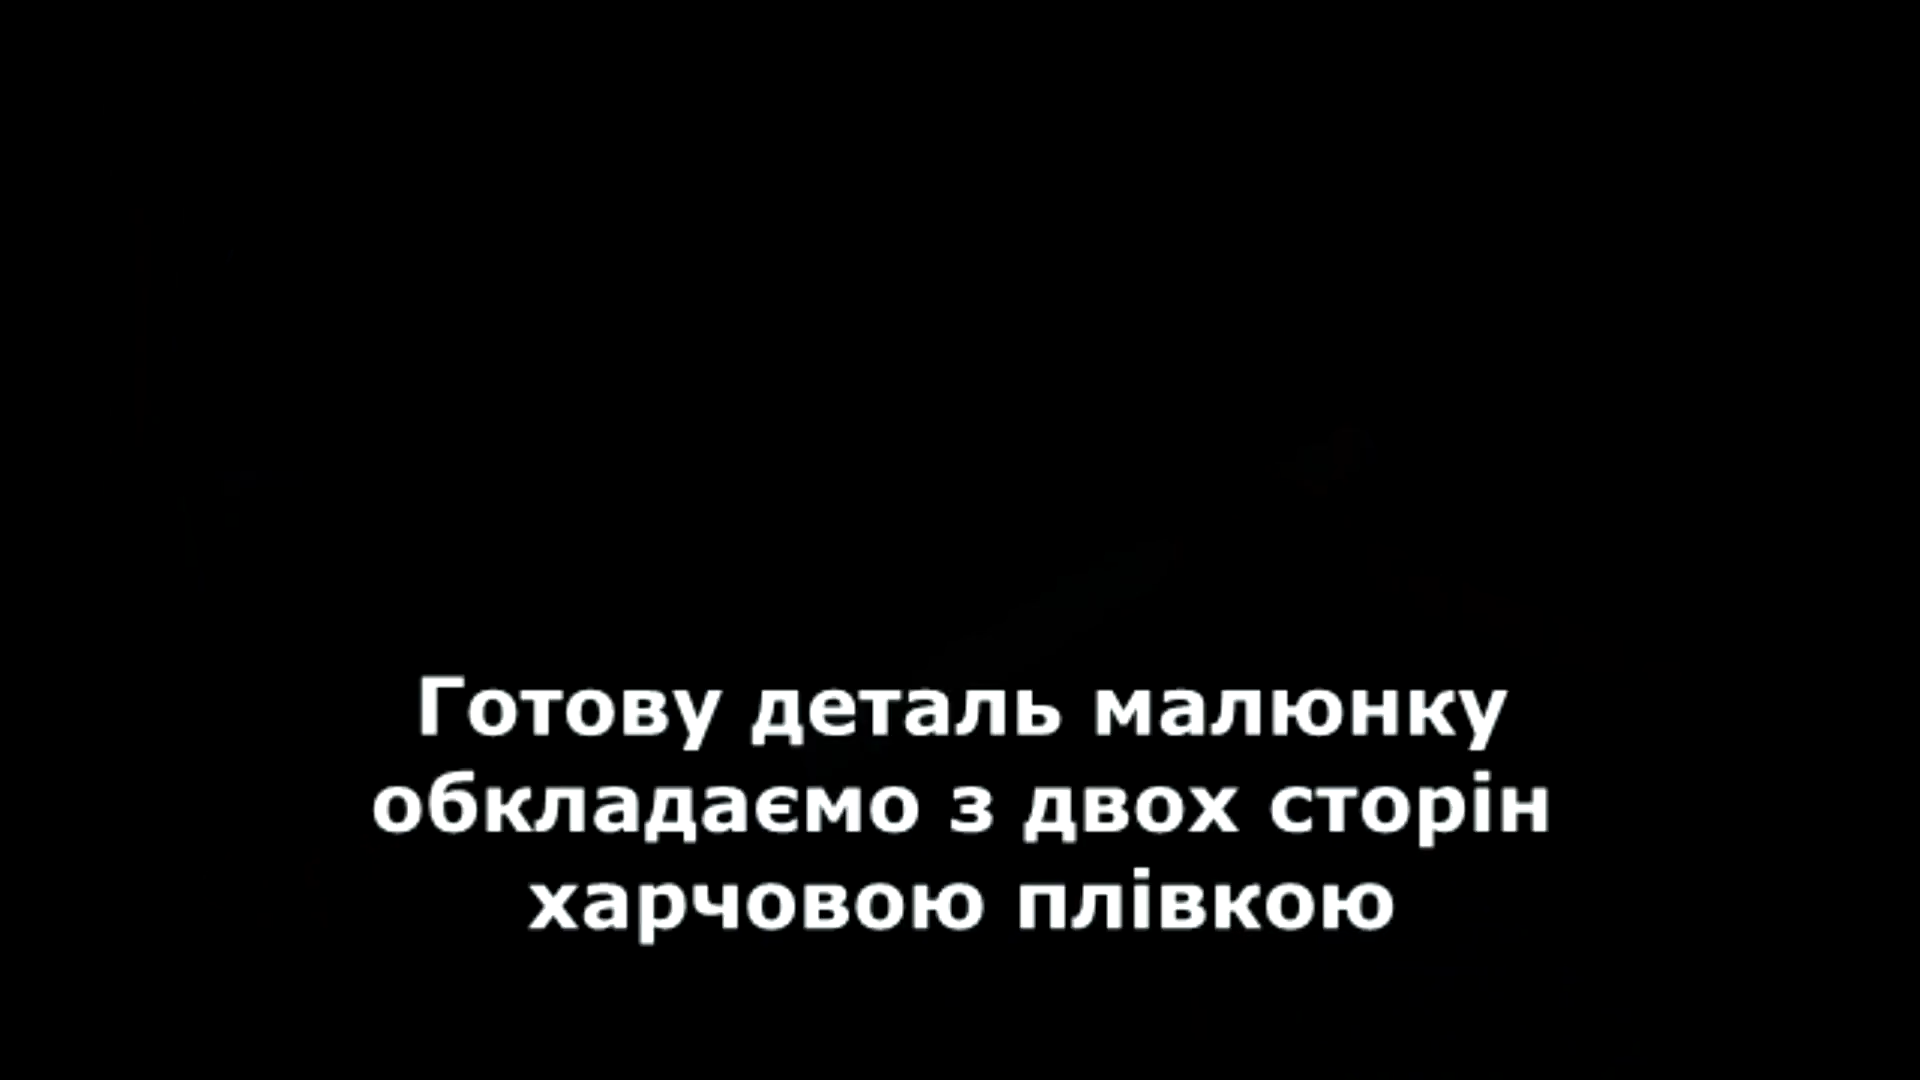 Готову деталь малюнку
обкладаємо з двох сторін
харчовою плівкою